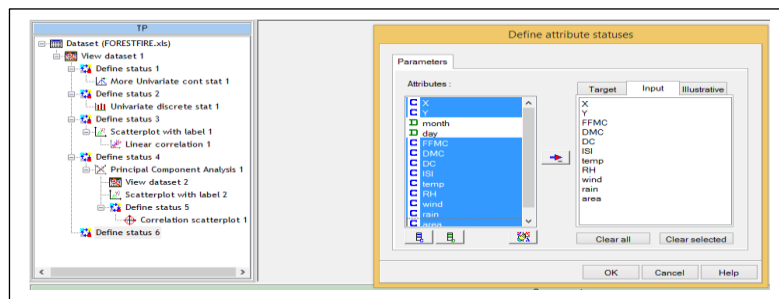 TP
Dataset (FORESTFIRE.xls)
View dataset 1
Define status 1
More Univariate cont stat 1
Define status 2
Univariate discrete stat 1
Define status 3
Scatterplot with label 1
Linear correlation 1
Define status 4
Principal Component Analysis 1
View dataset 2
Scatterplot with label 2
Define status 5
Correlation scatterplot 1
Define status 6
Define attribute statuses
Parameters
Attributes :
C X
C Y
D month
D day
C FFMC
C DMC
C DC
C ISI
C temp
C RH
C wind
C rain
C area
Target Input Illustrative
X
Y
FFMC
DMC
DC
ISI
temp
RH
wind
rain
area
Clear all Clear selected
OK Cancel Help